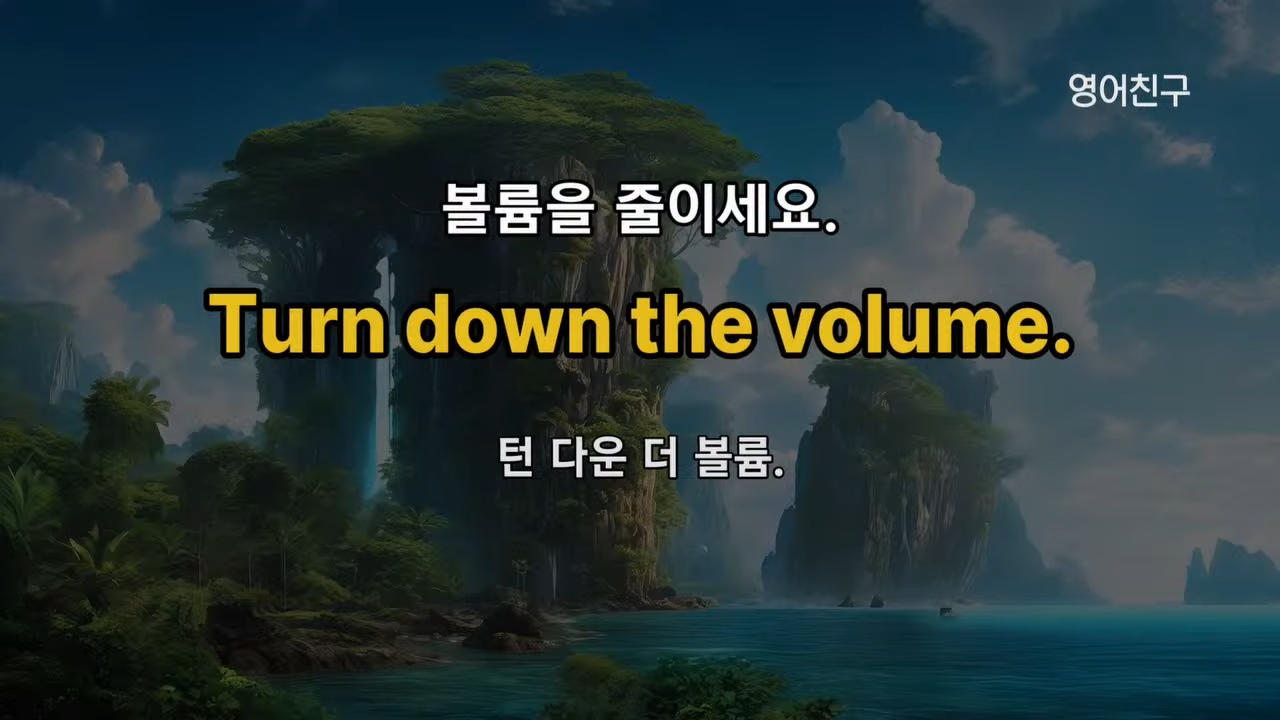 영어친구
볼륨을 줄이세요.
Turn down the volume.
턴 다운 더 볼륨.